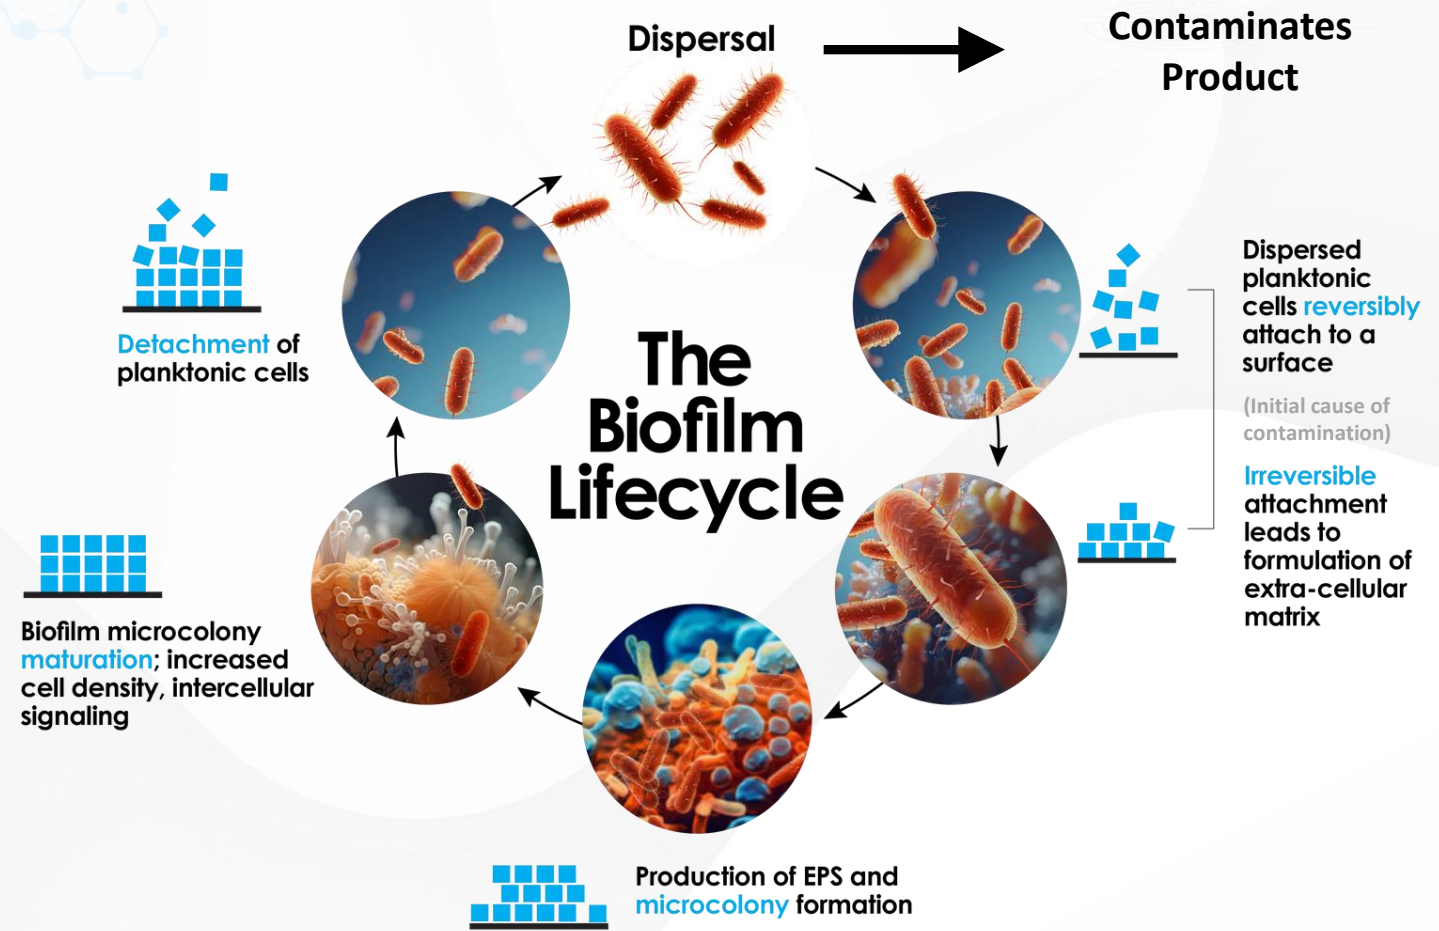 Dispersal
Contaminates
Product
Dispersed
planktonic
cells reversibly
attach to a
surface
(Initial cause of
contamination)
Irreversible
attachment
leads to
formulation of
extra-cellular
matrix
Production of EPS and
microcolony formation
Biofilm microcolony
maturation; increased
cell density, intercellular
signaling
Detachment of
planktonic cells
The
Biofilm
Lifecycle